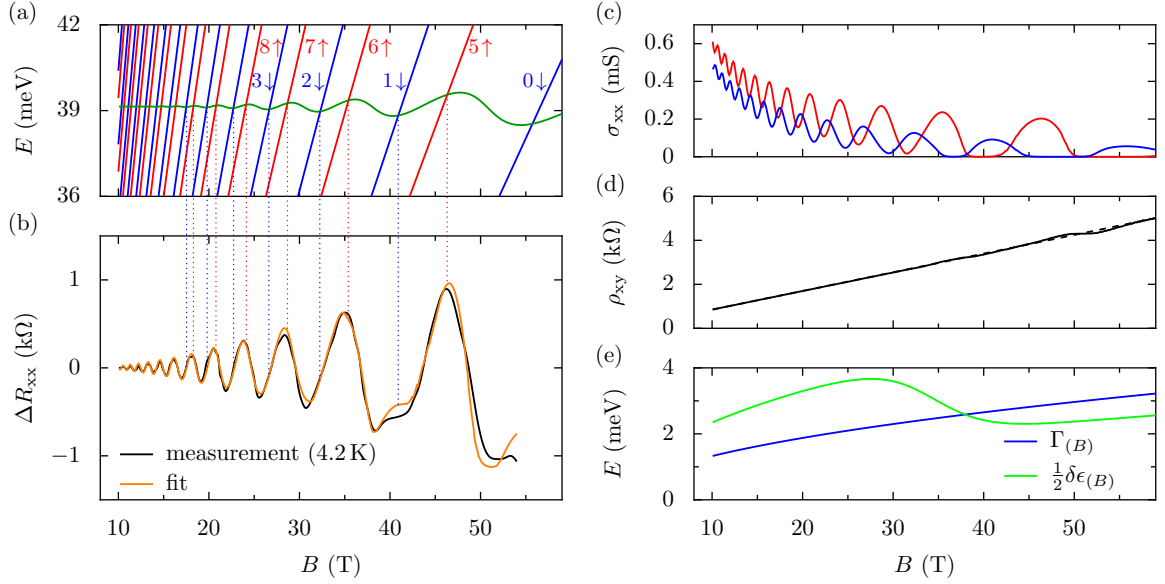 (a)
42
39
36
E (meV)
8↑
7↑
6↑
5↑
3↓
2↓
1↓
0↓
(b)
1
0
−1
ΔR_xx (kΩ)
measurement (4.2 K)
fit
10
20
30
40
50
B (T)
(c)
0.6
0.4
0.2
0
σ_xx (mS)
(d)
6
4
2
0
ρ_xy (kΩ)
(e)
4
2
0
E (meV)
Γ_(B)
½δϵ_(B)
10
20
30
40
50
B (T)